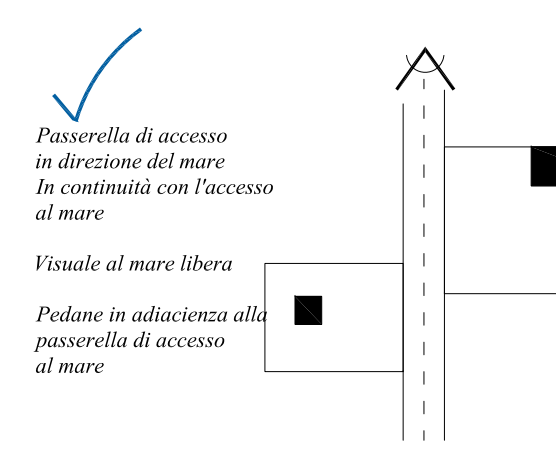 Passerella di accesso
in direzione del mare
In continuità con l'accesso
al mare
Visuale al mare libera
Pedane in adiacienza alla
passerella di accesso
al mare